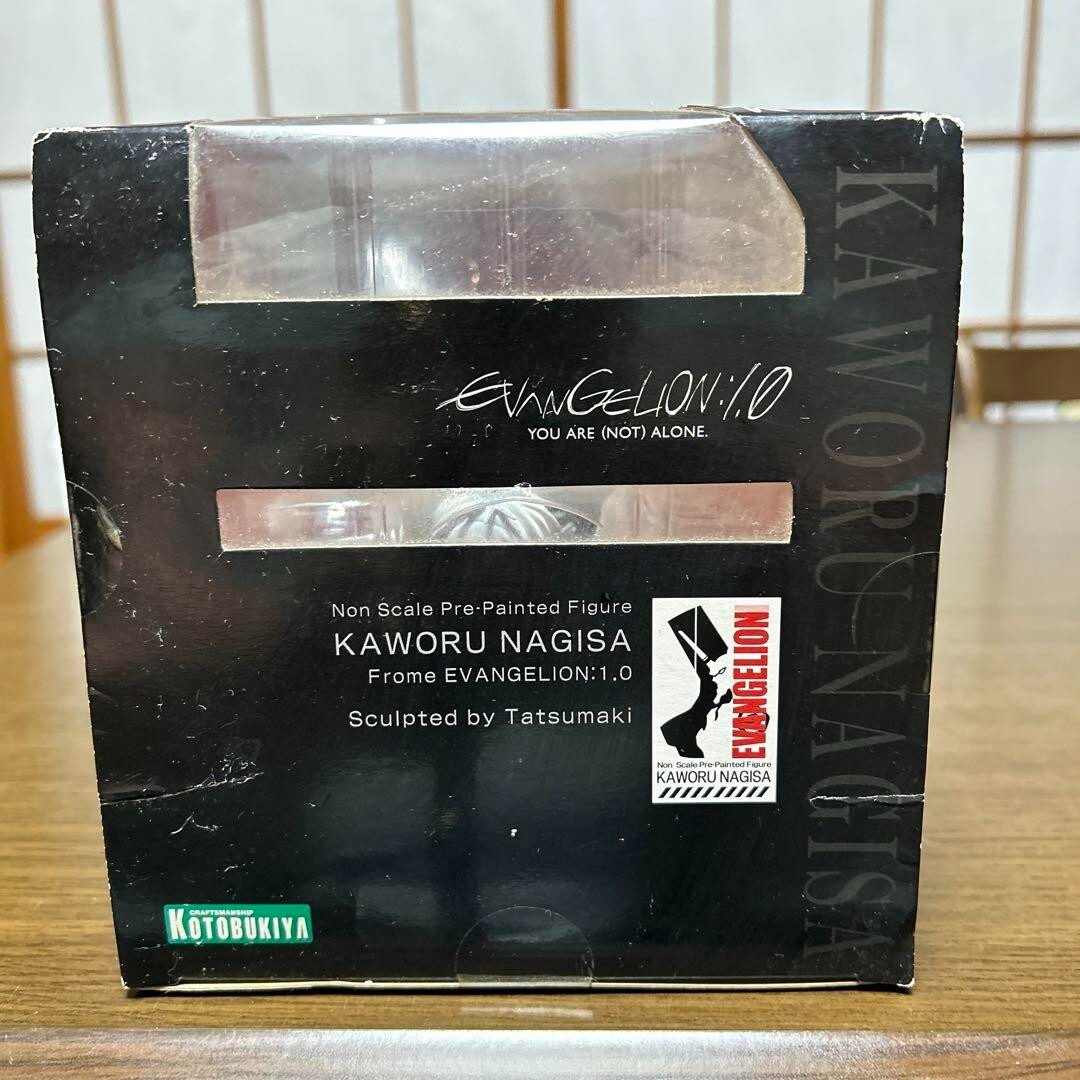 EVANGELION:1.0
YOU ARE (NOT) ALONE.
Non Scale Pre-Painted Figure
KAWORU NAGISA
Frome EVANGELION:1.0
Sculpted by Tatsumaki
EVANGELION
Non Scale Pre-Painted Figure
KAWORU NAGISA
CRAFTSMANSHIP
KOTOBUKIYA
KAWORU NAGISA